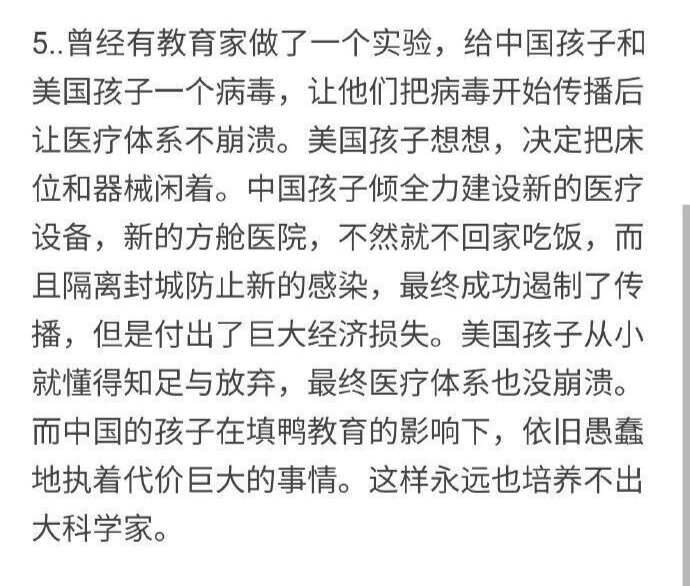 5..曾经有教育家做了一个实验，给中国孩子和
美国孩子一个病毒，让他们把病毒开始传播后
让医疗体系不崩溃。美国孩子想想，决定把床
位和器械闲着。中国孩子倾全力建设新的医疗
设备，新的方舱医院，不然就不回家吃饭，而
且隔离封城防止新的感染，最终成功遏制了传
播，但是付出了巨大经济损失。美国孩子从小
就懂得知足与放弃，最终医疗体系也没崩溃。
而中国的孩子在填鸭教育的影响下，依旧愚蠢
地执着代价巨大的事情。这样永远也培养不出
大科学家。